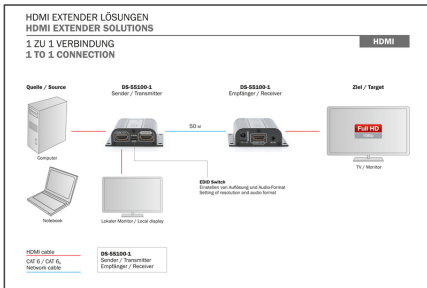 HDMI EXTENDER LÖSUNGEN
HDMI EXTENDER SOLUTIONS
1 ZU 1 VERBINDUNG
1 TO 1 CONNECTION
HDMI
Quelle / Source
DS-55100-1
Sender / Transmitter
DS-55100-1
Empfänger / Receiver
Ziel / Target
50 M
Full HD
1080p
Computer
TV / Monitor
EDID Switch
Einstellen von Auflösung und Audio-Format
Setting of resolution and audio format
Notebook
Lokaler Monitor / Local display
HDMI cable
CAT 6 / CAT 6A
Network cable
DS-55100-1
Sender / Transmitter
Empfänger / Receiver